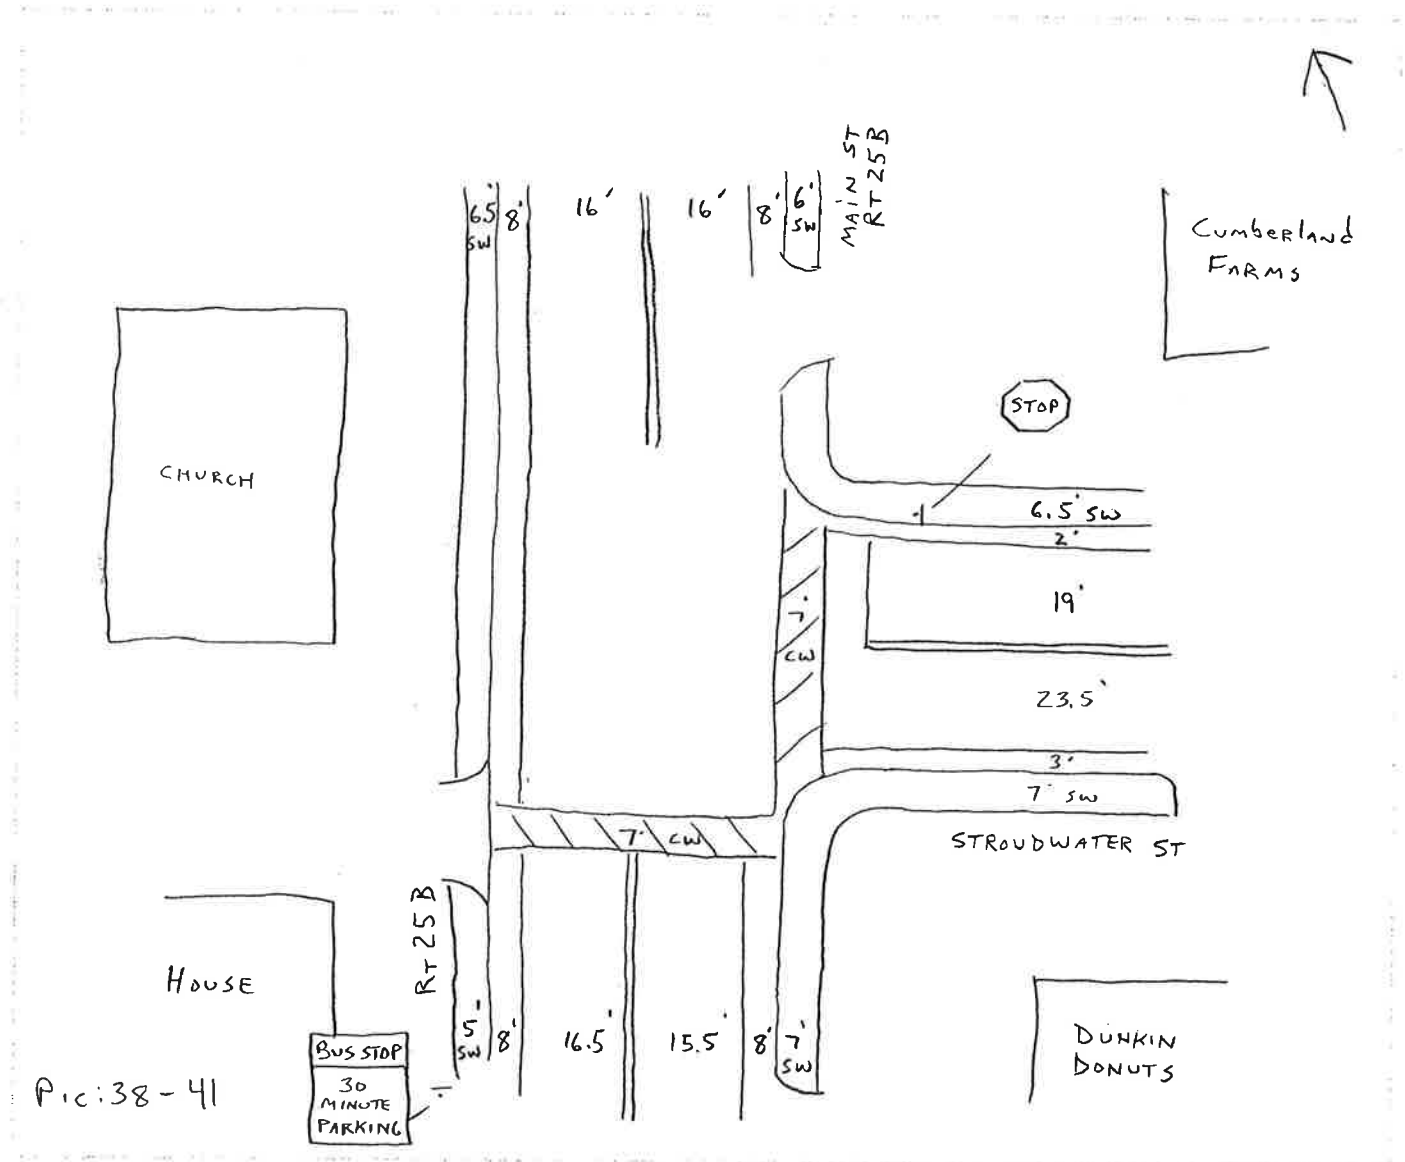 6.5'
SW
8'
16'
16'
8'
6'
SW
MAIN ST
RT 25B
CUMBERLAND
FARMS
STOP
CHURCH
6.5' SW
2'
19'
7'
CW
23.5'
3'
7' SW
STROUDWATER ST
7' CW
RT 25B
HOUSE
5'
SW
8'
16.5'
15.5'
8'
7'
SW
DUNKIN
DONUTS
BUS STOP
30
MINUTE
PARKING
Pic:38-41